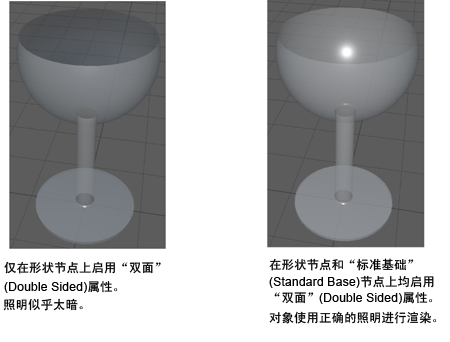 仅在形状节点上启用“双面”
(Double Sided)属性。
照明似乎太暗。
在形状节点和“标准基础”
(Standard Base)节点上均启用
“双面”(Double Sided)属性。
对象使用正确的照明进行渲染。